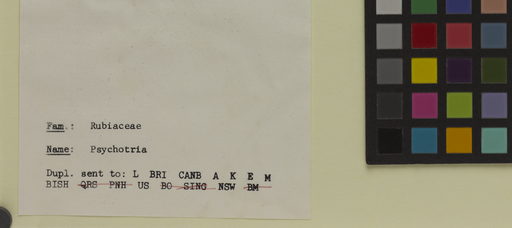 Fam.: Rubiaceae
Name: Psychotria
Dupl. sent to: L BRI CANB A K E M
BISH QRS PNH US BO SING NSW BM